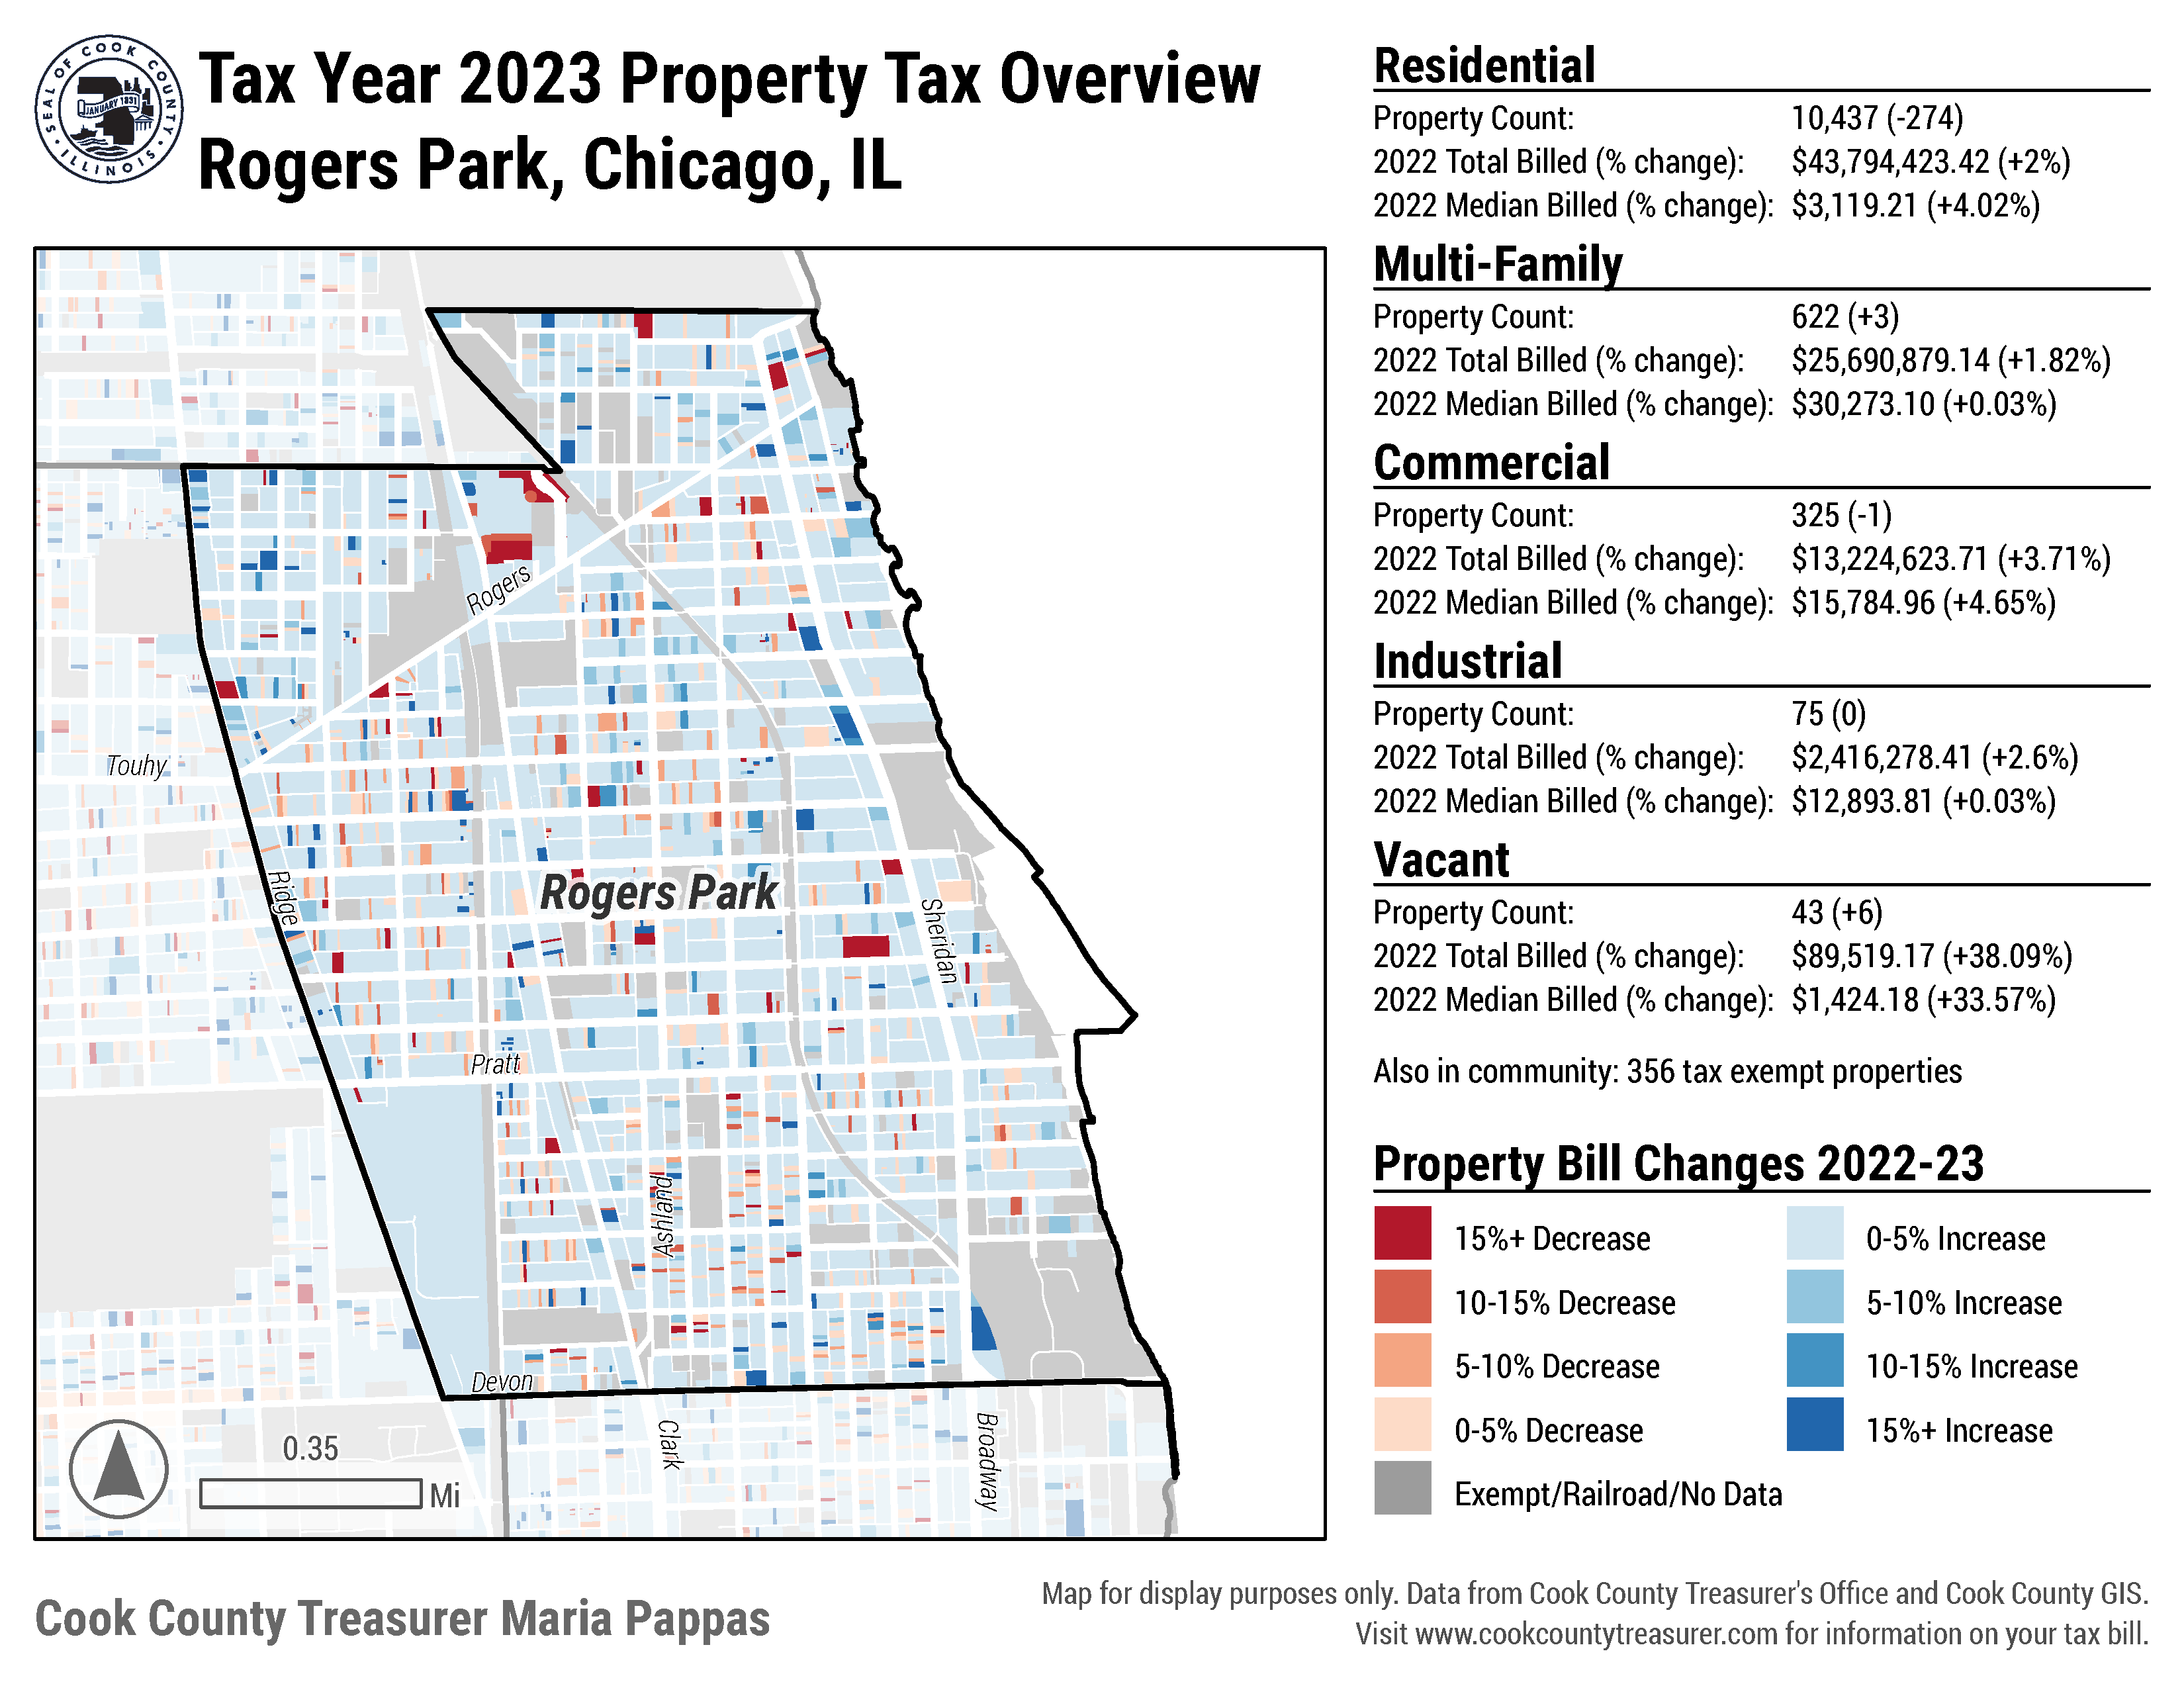 SEAL OF COOK COUNTY
ILLINOIS
JANUARY 1831
Tax Year 2023 Property Tax Overview
Rogers Park, Chicago, IL
Rogers
Touhy
Ridge
Rogers Park
Sheridan
Pratt
Ashland
Devon
Clark
Broadway
0.35
Mi
Residential
Property Count: 10,437 (-274)
2022 Total Billed (% change): $43,794,423.42 (+2%)
2022 Median Billed (% change): $3,119.21 (+4.02%)
Multi-Family
Property Count: 622 (+3)
2022 Total Billed (% change): $25,690,879.14 (+1.82%)
2022 Median Billed (% change): $30,273.10 (+0.03%)
Commercial
Property Count: 325 (-1)
2022 Total Billed (% change): $13,224,623.71 (+3.71%)
2022 Median Billed (% change): $15,784.96 (+4.65%)
Industrial
Property Count: 75 (0)
2022 Total Billed (% change): $2,416,278.41 (+2.6%)
2022 Median Billed (% change): $12,893.81 (+0.03%)
Vacant
Property Count: 43 (+6)
2022 Total Billed (% change): $89,519.17 (+38.09%)
2022 Median Billed (% change): $1,424.18 (+33.57%)
Also in community: 356 tax exempt properties
Property Bill Changes 2022-23
15%+ Decrease 0-5% Increase
10-15% Decrease 5-10% Increase
5-10% Decrease 10-15% Increase
0-5% Decrease 15%+ Increase
Exempt/Railroad/No Data
Cook County Treasurer Maria Pappas
Map for display purposes only. Data from Cook County Treasurer's Office and Cook County GIS.
Visit www.cookcountytreasurer.com for information on your tax bill.